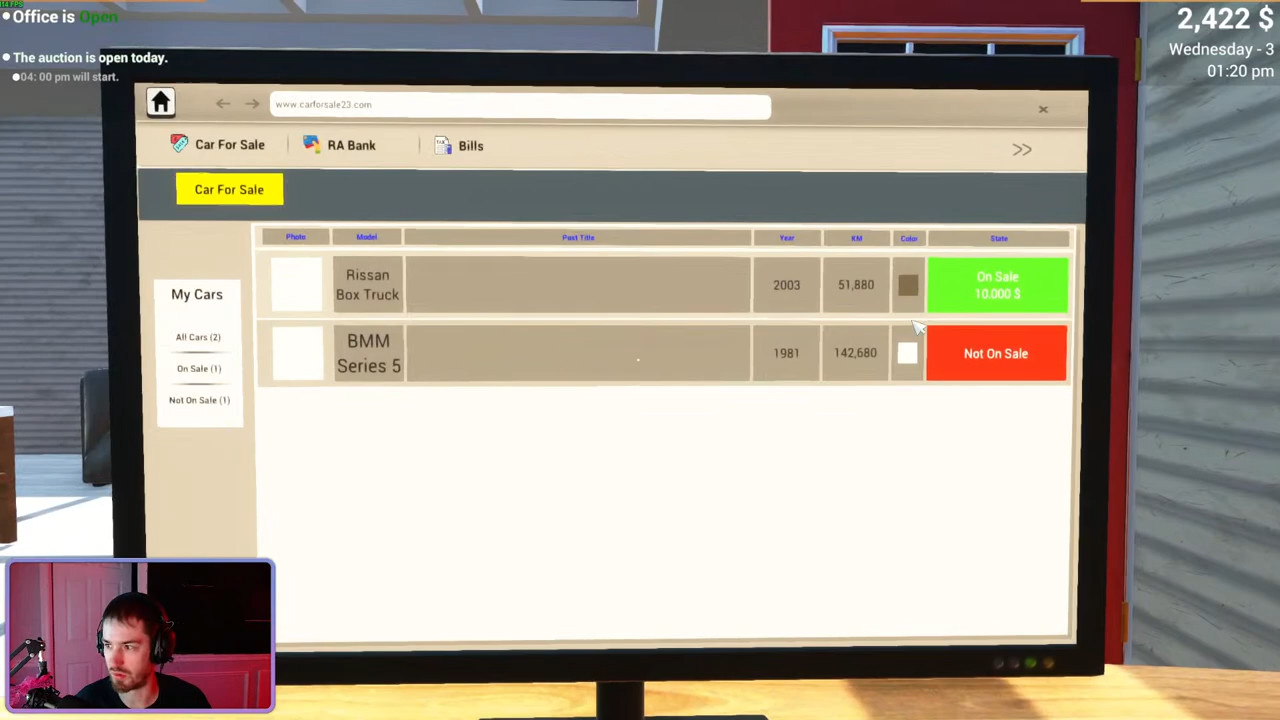 Office is Open
2,422 $
Wednesday - 3
01:20 pm
The auction is open today.
04: 00 pm will start.
www.carforsale23.com
Car For Sale
RA Bank
Bills
>>
Car For Sale
Photo Model Post Title Year KM Color State
Rissan
Box Truck
2003 51,880
On Sale
10.000 $
BMM
Series 5
1981 142,680 Not On Sale
My Cars
All Cars (2)
On Sale (1)
Not On Sale (1)